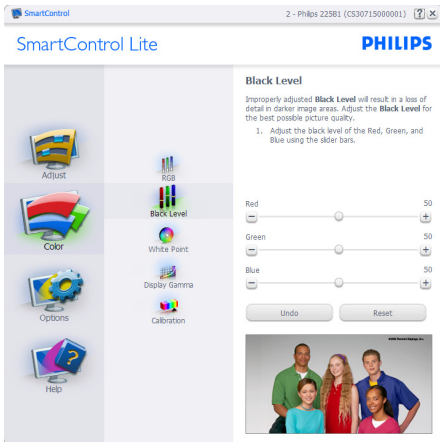 SmartControl
2 - Philips 225B1 (CS30715000001)
SmartControl Lite
PHILIPS
Adjust
Color
Options
Help
RGB
Black Level
White Point
Display Gamma
Calibration
Black Level
Improperly adjusted Black Level will result in a loss of
detail in darker image areas. Adjust the Black Level for
the best possible picture quality.
1. Adjust the black level of the Red, Green, and
Blue using the slider bars.
Red 50
Green 50
Blue 50
Undo
Reset